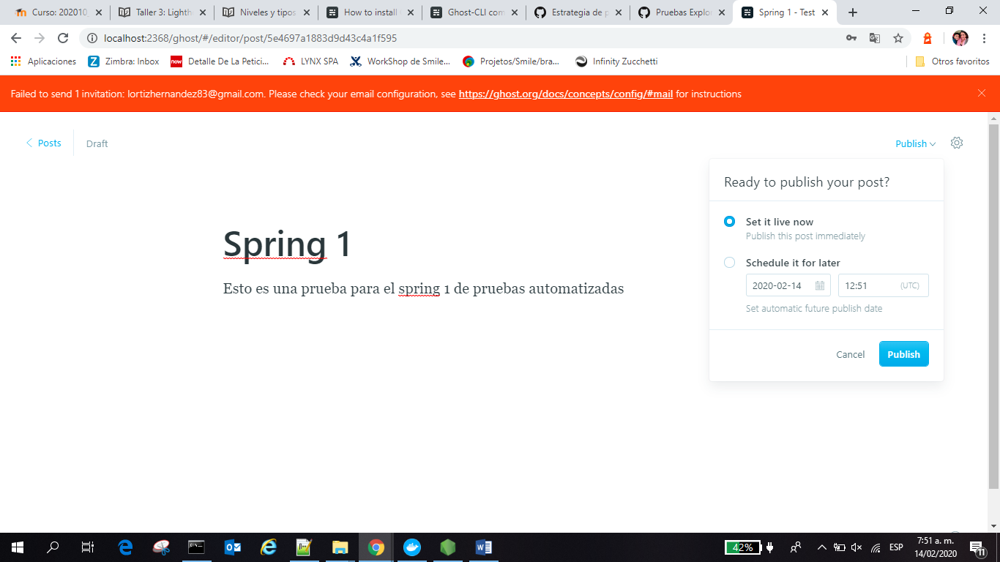 Curso: 202010_
Taller 3: Lighth
Niveles y tipos
How to install
Ghost-CLI com
Estrategia de p
Pruebas Explor
Spring 1 - Test
localhost:2368/ghost/#/editor/post/5e4697a1883d9d43c4a1f595
Aplicaciones
Zimbra: Inbox
now
Detalle De La Petici...
LYNX SPA
WorkShop de Smile...
Projetos/Smile/bra...
Infinity Zucchetti
Otros favoritos
Failed to send 1 invitation: lortizhernandez83@gmail.com. Please check your email configuration, see https://ghost.org/docs/concepts/config/#mail for instructions
Posts
Draft
Publish
Ready to publish your post?
Set it live now
Publish this post immediately
Schedule it for later
2020-02-14
12:51
(UTC)
Set automatic future publish date
Cancel
Publish
Spring 1
Esto es una prueba para el spring 1 de pruebas automatizadas
42%
ESP
7:51 a. m.
14/02/2020
11